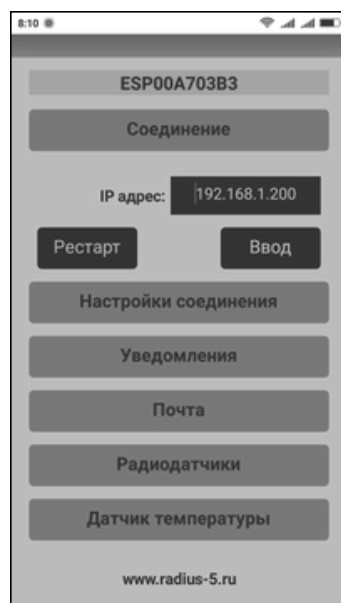 8:10
ESP00A703B3
Соединение
IP адрес: 192.168.1.200
Рестарт Ввод
Настройки соединения
Уведомления
Почта
Радиодатчики
Датчик температуры
www.radius-5.ru